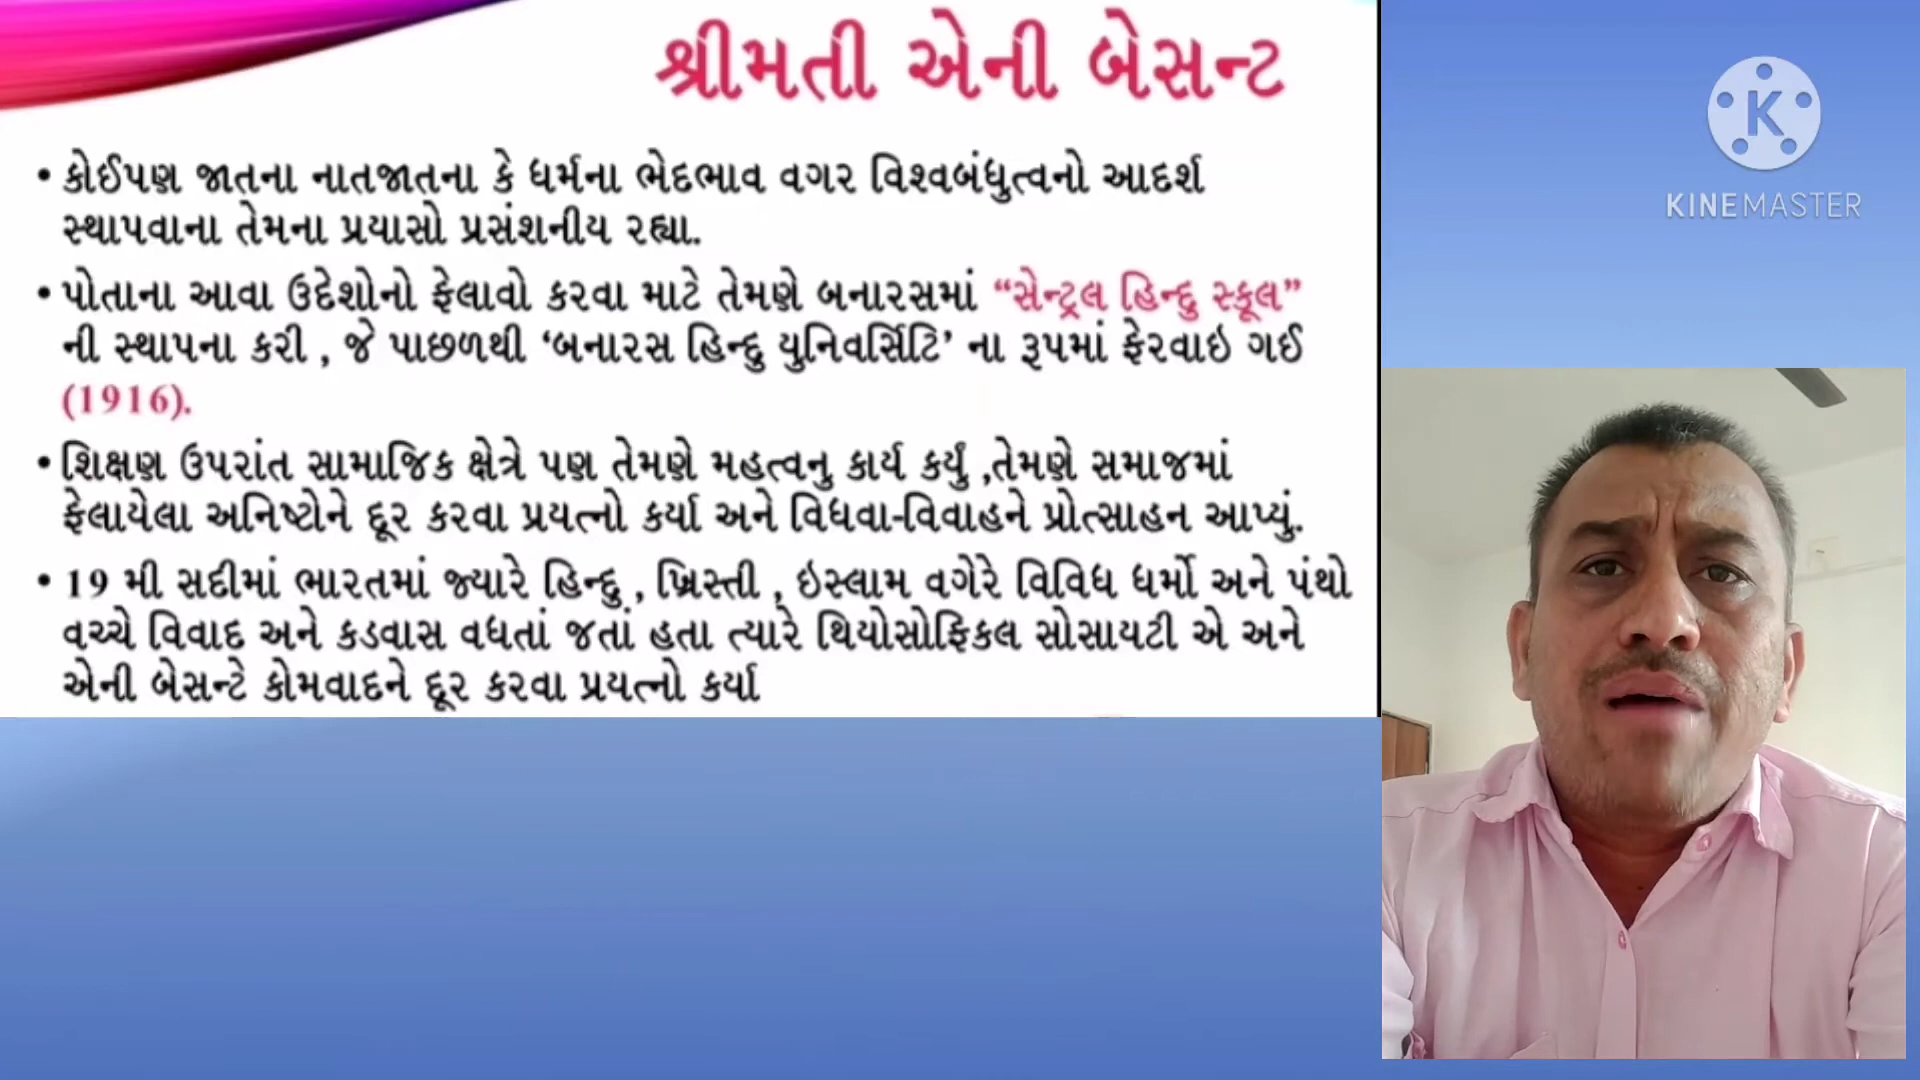 શ્રીમતી એની બેસન્ટ
• કોઈપણ જાતના નાતજાતના કે ધર્મના ભેદભાવ વગર વિશ્વબંધુત્વનો આદર્શ
સ્થાપવાના તેમના પ્રયાસો પ્રસંશનીય રહ્યા.
• પોતાના આવા ઉદેશોનો ફેલાવો કરવા માટે તેમણે બનારસમાં “સેન્ટ્રલ હિન્દુ સ્કૂલ”
ની સ્થાપના કરી , જે પાછળથી ‘બનારસ હિન્દુ યુનિવર્સિટિ’ ના રૂપમાં ફેરવાઇ ગઈ
(1916).
• શિક્ષણ ઉપરાંત સામાજિક ક્ષેત્રે પણ તેમણે મહત્વનુ કાર્ય કર્યું ,તેમણે સમાજમાં
ફેલાયેલા અનિષ્ટોને દૂર કરવા પ્રયત્નો કર્યા અને વિધવા-વિવાહને પ્રોત્સાહન આપ્યું.
• 19 મી સદીમાં ભારતમાં જ્યારે હિન્દુ , ખ્રિસ્તી , ઇસ્લામ વગેરે વિવિધ ધર્મો અને પંથો
વચ્ચે વિવાદ અને કડવાસ વધતાં જતાં હતા ત્યારે થિયોસોફિકલ સોસાયટી એ અને
એની બેસન્ટે કોમવાદને દૂર કરવા પ્રયત્નો કર્યા
K
KINEMASTER